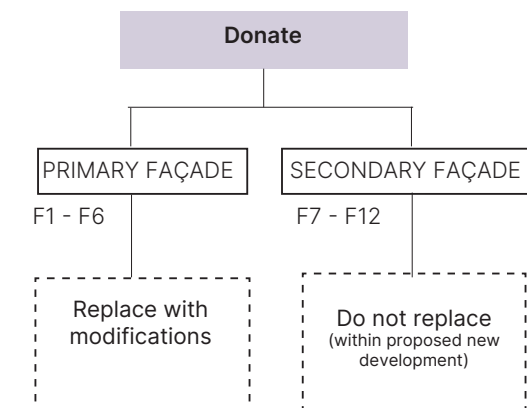 Donate
PRIMARY FAÇADE
SECONDARY FAÇADE
F1 - F6
F7 - F12
Replace with
modifications
Do not replace
(within proposed new
development)